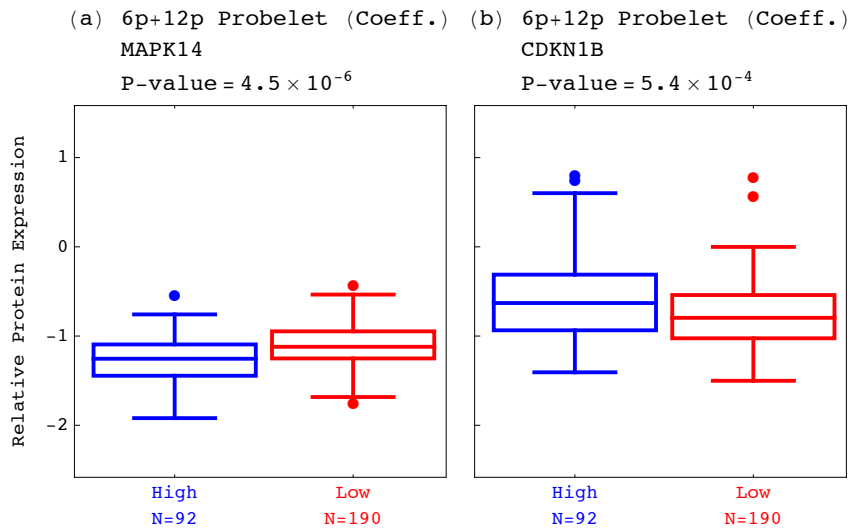 (a) 6p+12p Probelet (Coeff.)
MAPK14
P-value = 4.5 × 10⁻⁶
(b) 6p+12p Probelet (Coeff.)
CDKN1B
P-value = 5.4 × 10⁻⁴
Relative Protein Expression
1
0
-1
-2
High
N=92
Low
N=190
High
N=92
Low
N=190